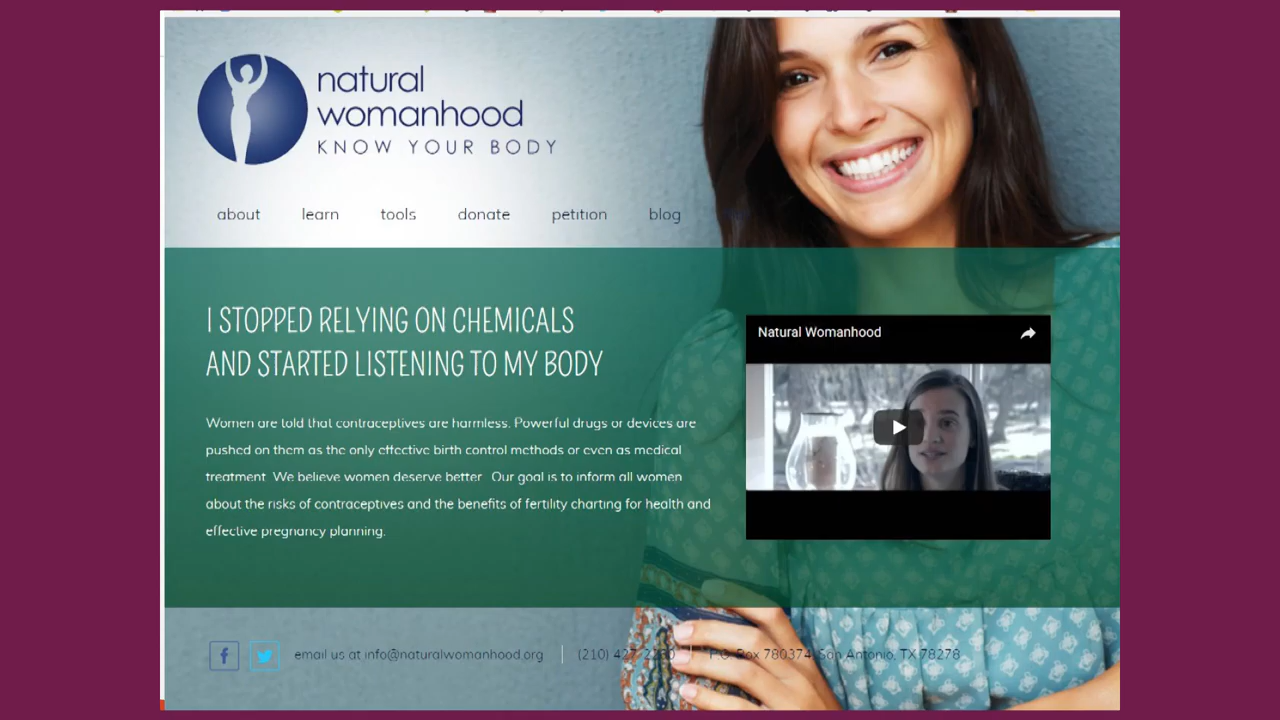 natural
womanhood
KNOW YOUR BODY
about learn tools donate petition blog
I STOPPED RELYING ON CHEMICALS
AND STARTED LISTENING TO MY BODY
Natural Womanhood
Women are told that contraceptives are harmless. Powerful drugs or devices are
pushed on them as the only effective birth control methods or even as medical
treatment. We believe women deserve better. Our goal is to inform all women
about the risks of contraceptives and the benefits of fertility charting for health and
effective pregnancy planning.
email us at info@naturalwomanhood.org (210) P.O. Box 780374, San Antonio, TX 78278